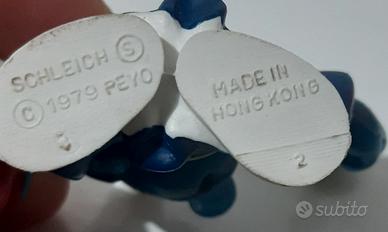 SCHLEICH Ⓢ
© 1979 PEYO
MADE IN
HONG KONG
2
subito